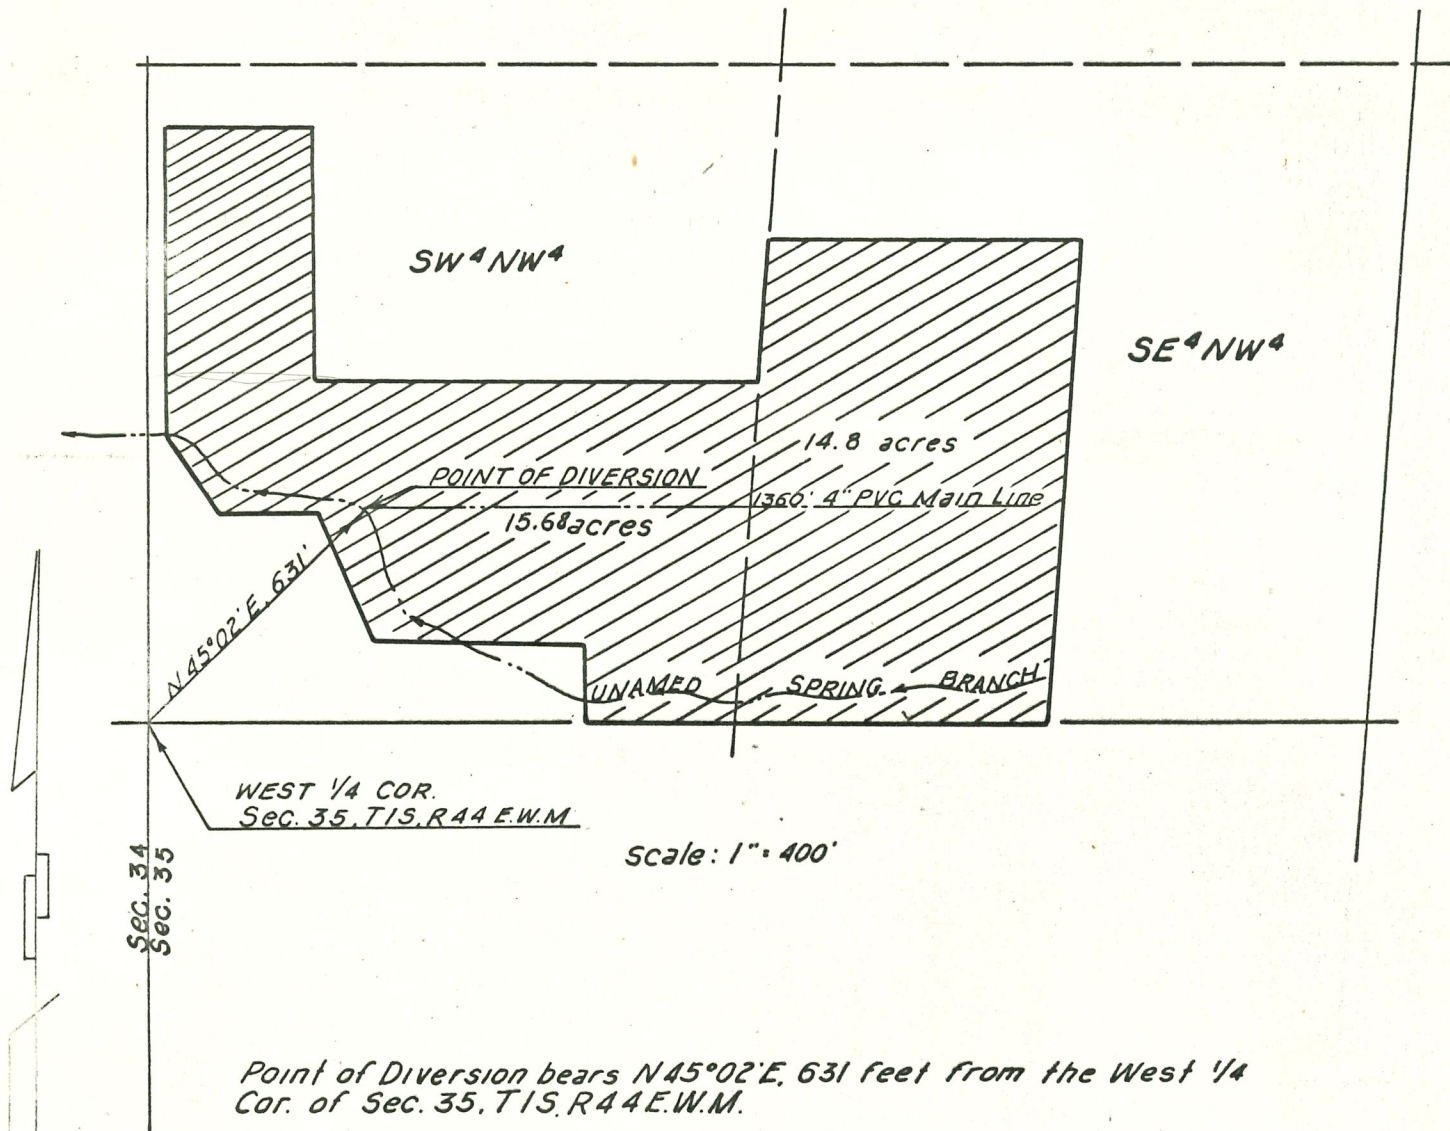 SW⁴NW⁴
SE⁴NW⁴
14.8 acres
POINT OF DIVERSION
1360' 4" PVC Main Line
15.68 acres
N 45°02' E, 631'
UNAMED SPRING BRANCH
WEST 1/4 COR.
Sec. 35, T1S, R44 E.W.M
Scale: 1" = 400'
Sec. 34
Sec. 35
Point of Diversion bears N45°02'E, 631 feet from the West 1/4
Cor. of Sec. 35, T1S, R44E.W.M.